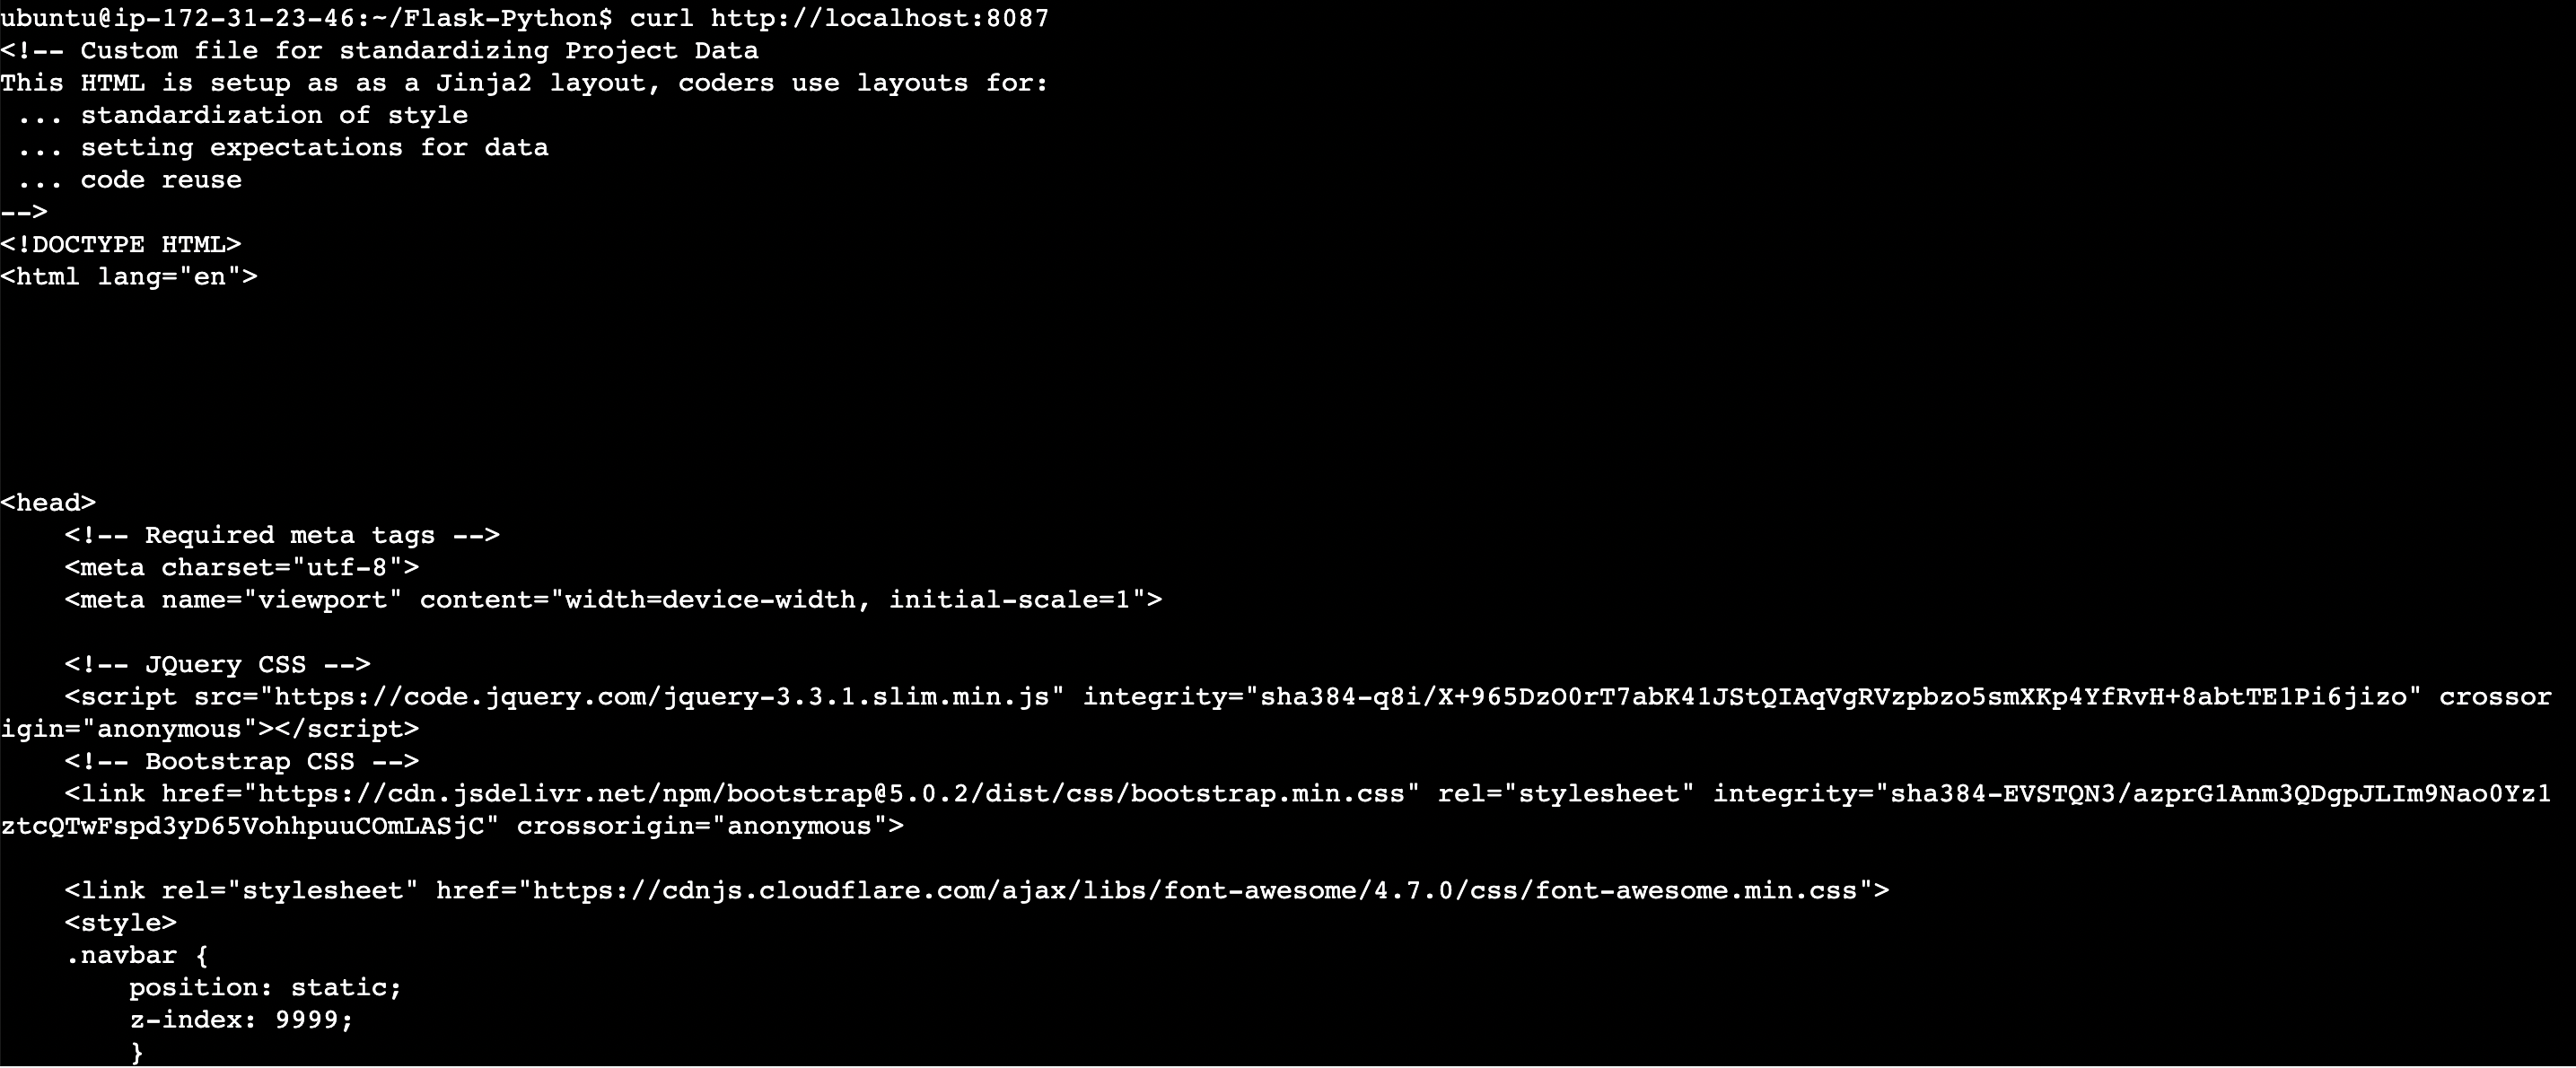 ubuntu@ip-172-31-23-46:~/Flask-Python$ curl http://localhost:8087
<!-- Custom file for standardizing Project Data
This HTML is setup as as a Jinja2 layout, coders use layouts for:
 ... standardization of style
 ... setting expectations for data
 ... code reuse
-->
<!DOCTYPE HTML>
<html lang="en">
<head>
    <!-- Required meta tags -->
    <meta charset="utf-8">
    <meta name="viewport" content="width=device-width, initial-scale=1">
    <!-- JQuery CSS -->
    <script src="https://code.jquery.com/jquery-3.3.1.slim.min.js" integrity="sha384-q8i/X+965DzO0rT7abK41JStQIAqVgRVzpbzo5smXKp4YfRvH+8abtTE1Pi6jizo" crossor
igin="anonymous"></script>
    <!-- Bootstrap CSS -->
    <link href="https://cdn.jsdelivr.net/npm/bootstrap@5.0.2/dist/css/bootstrap.min.css" rel="stylesheet" integrity="sha384-EVSTQN3/azprG1Anm3QDgpJLIm9Nao0Yz1
ztcQTwFspd3yD65VohhpuuCOmLASjC" crossorigin="anonymous">
    <link rel="stylesheet" href="https://cdnjs.cloudflare.com/ajax/libs/font-awesome/4.7.0/css/font-awesome.min.css">
    <style>
    .navbar {
        position: static;
        z-index: 9999;
        }